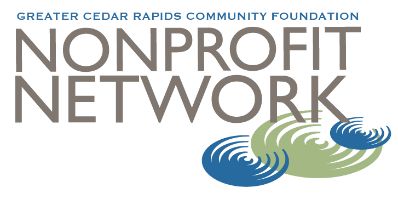 GREATER CEDAR RAPIDS COMMUNITY FOUNDATION
NONPROFIT
NETWORK